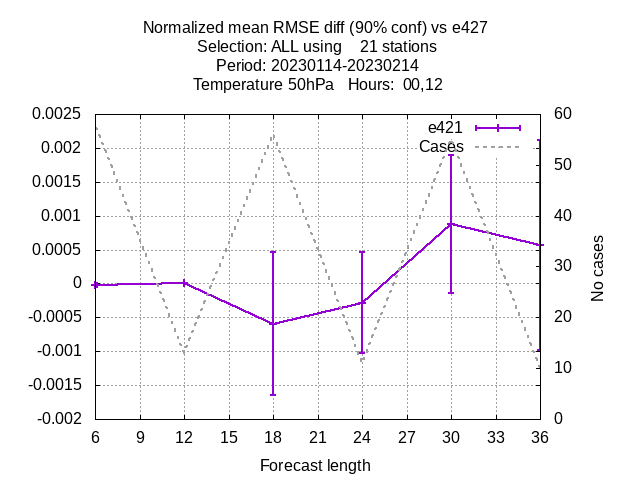 Normalized mean RMSE diff (90% conf) vs e427
Selection: ALL using    21 stations
Period: 20230114-20230214
Temperature 50hPa   Hours:  00,12
0.0025
0.002
0.0015
0.001
0.0005
0
-0.0005
-0.001
-0.0015
-0.002
60
50
40
30
20
10
0
e421
Cases
No cases
6 9 12 15 18 21 24 27 30 33 36
Forecast length